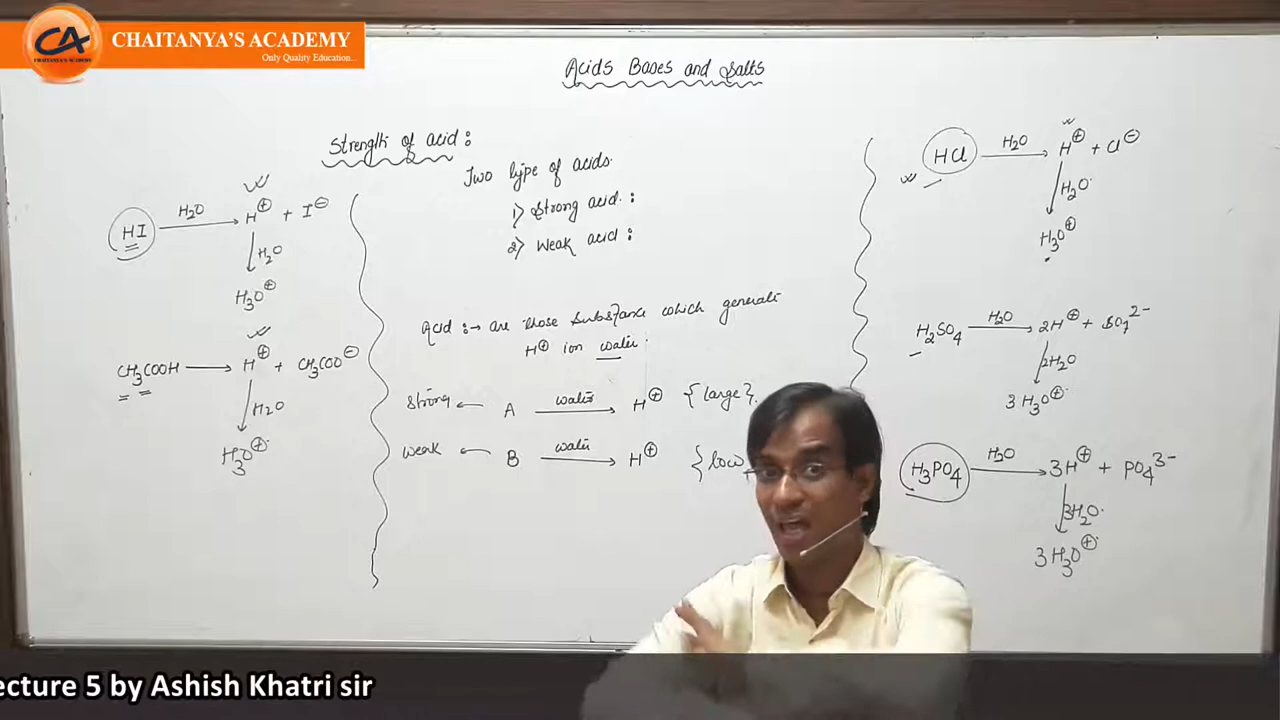 CA
CHAITANYA'S ACADEMY
CHAITANYA'S ACADEMY
Only Quality Education...
Acids Bases and Salts
Strength of acid:
Two type of acids.
1) Strong acid :
2) Weak acid :
HI H2O → H⊕ + I⊖
↓ H2O
H3O⊕
CH3COOH → H⊕ + CH3COO⊖
↓ H2O
H3O⊕
Acid :→ are those substance which generate
H⊕ ion water.
strong ← A water → H⊕ {large}.
weak ← B water → H⊕ {low
HCl H2O → H⊕ + Cl⊖
↓ H2O.
H3O⊕
H2SO4 H2O → 2H⊕ + SO4 2-
↓ 2H2O
3 H3O⊕
H3PO4 H2O → 3H⊕ + PO4 3-
↓ 3H2O.
3 H3O⊕
ecture 5 by Ashish Khatri sir